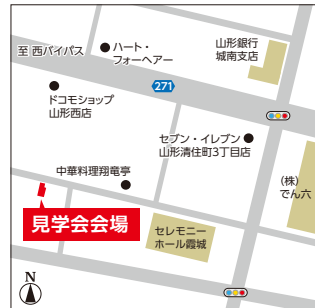 至 西バイパス
ハート・
フォーヘアー
山形銀行
城南支店
271
ドコモショップ
山形西店
セブン・イレブン
山形清住町3丁目店
(株)
でん六
中華料理翔竜亭
見学会会場
セレモニー
ホール霞城
N